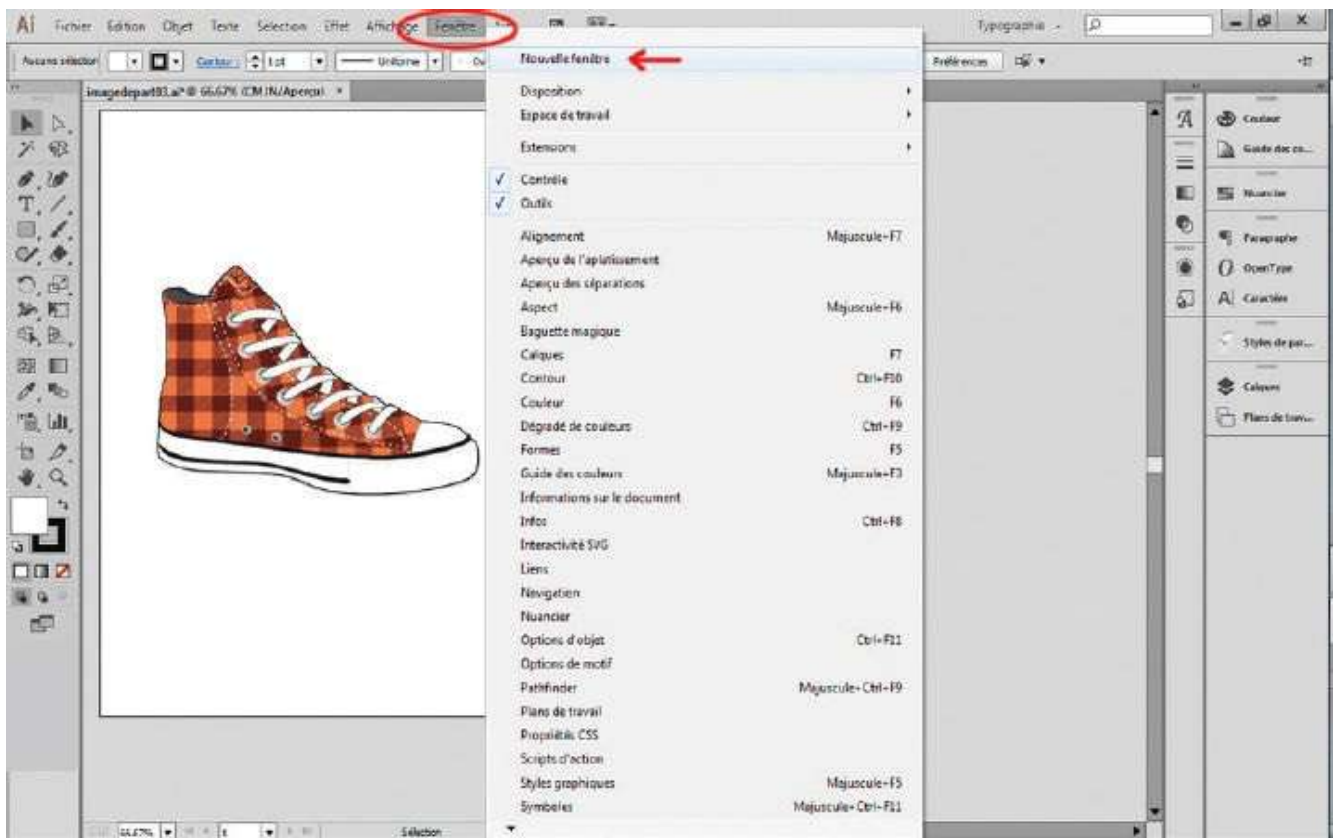 Ai Fichier Edition Objet Texte Sélection Effet Affichage Fenêtre
Typographie
Aucune sélection Contour : 1 pt Uniforme Préférences
imagedepart03.ai* @ 66.67% (CMJN/Aperçu) ×
Nouvelle fenêtre
Disposition
Espace de travail
Extensions
Contrôle
Outils
Alignement Majuscule+F7
Aperçu de l'aplatissement
Aperçu des séparations
Aspect Majuscule+F6
Baguette magique
Calques F7
Contour Ctrl+F10
Couleur F6
Dégradé de couleurs Ctrl+F9
Formes F5
Guide des couleurs Majuscule+F3
Informations sur le document
Infos Ctrl+F8
Interactivité SVG
Liens
Navigation
Nuancier
Options d'objet Ctrl+F11
Options de motif
Pathfinder Majuscule+Ctrl+F9
Plans de travail
Propriétés CSS
Scripts d'action
Styles graphiques Majuscule+F5
Symboles Majuscule+Ctrl+F11
Couleur
Guide des co...
Nuancier
Paragraphe
OpenType
Caractère
Styles de par...
Calques
Plans de trav...
66.67% 1 Sélection